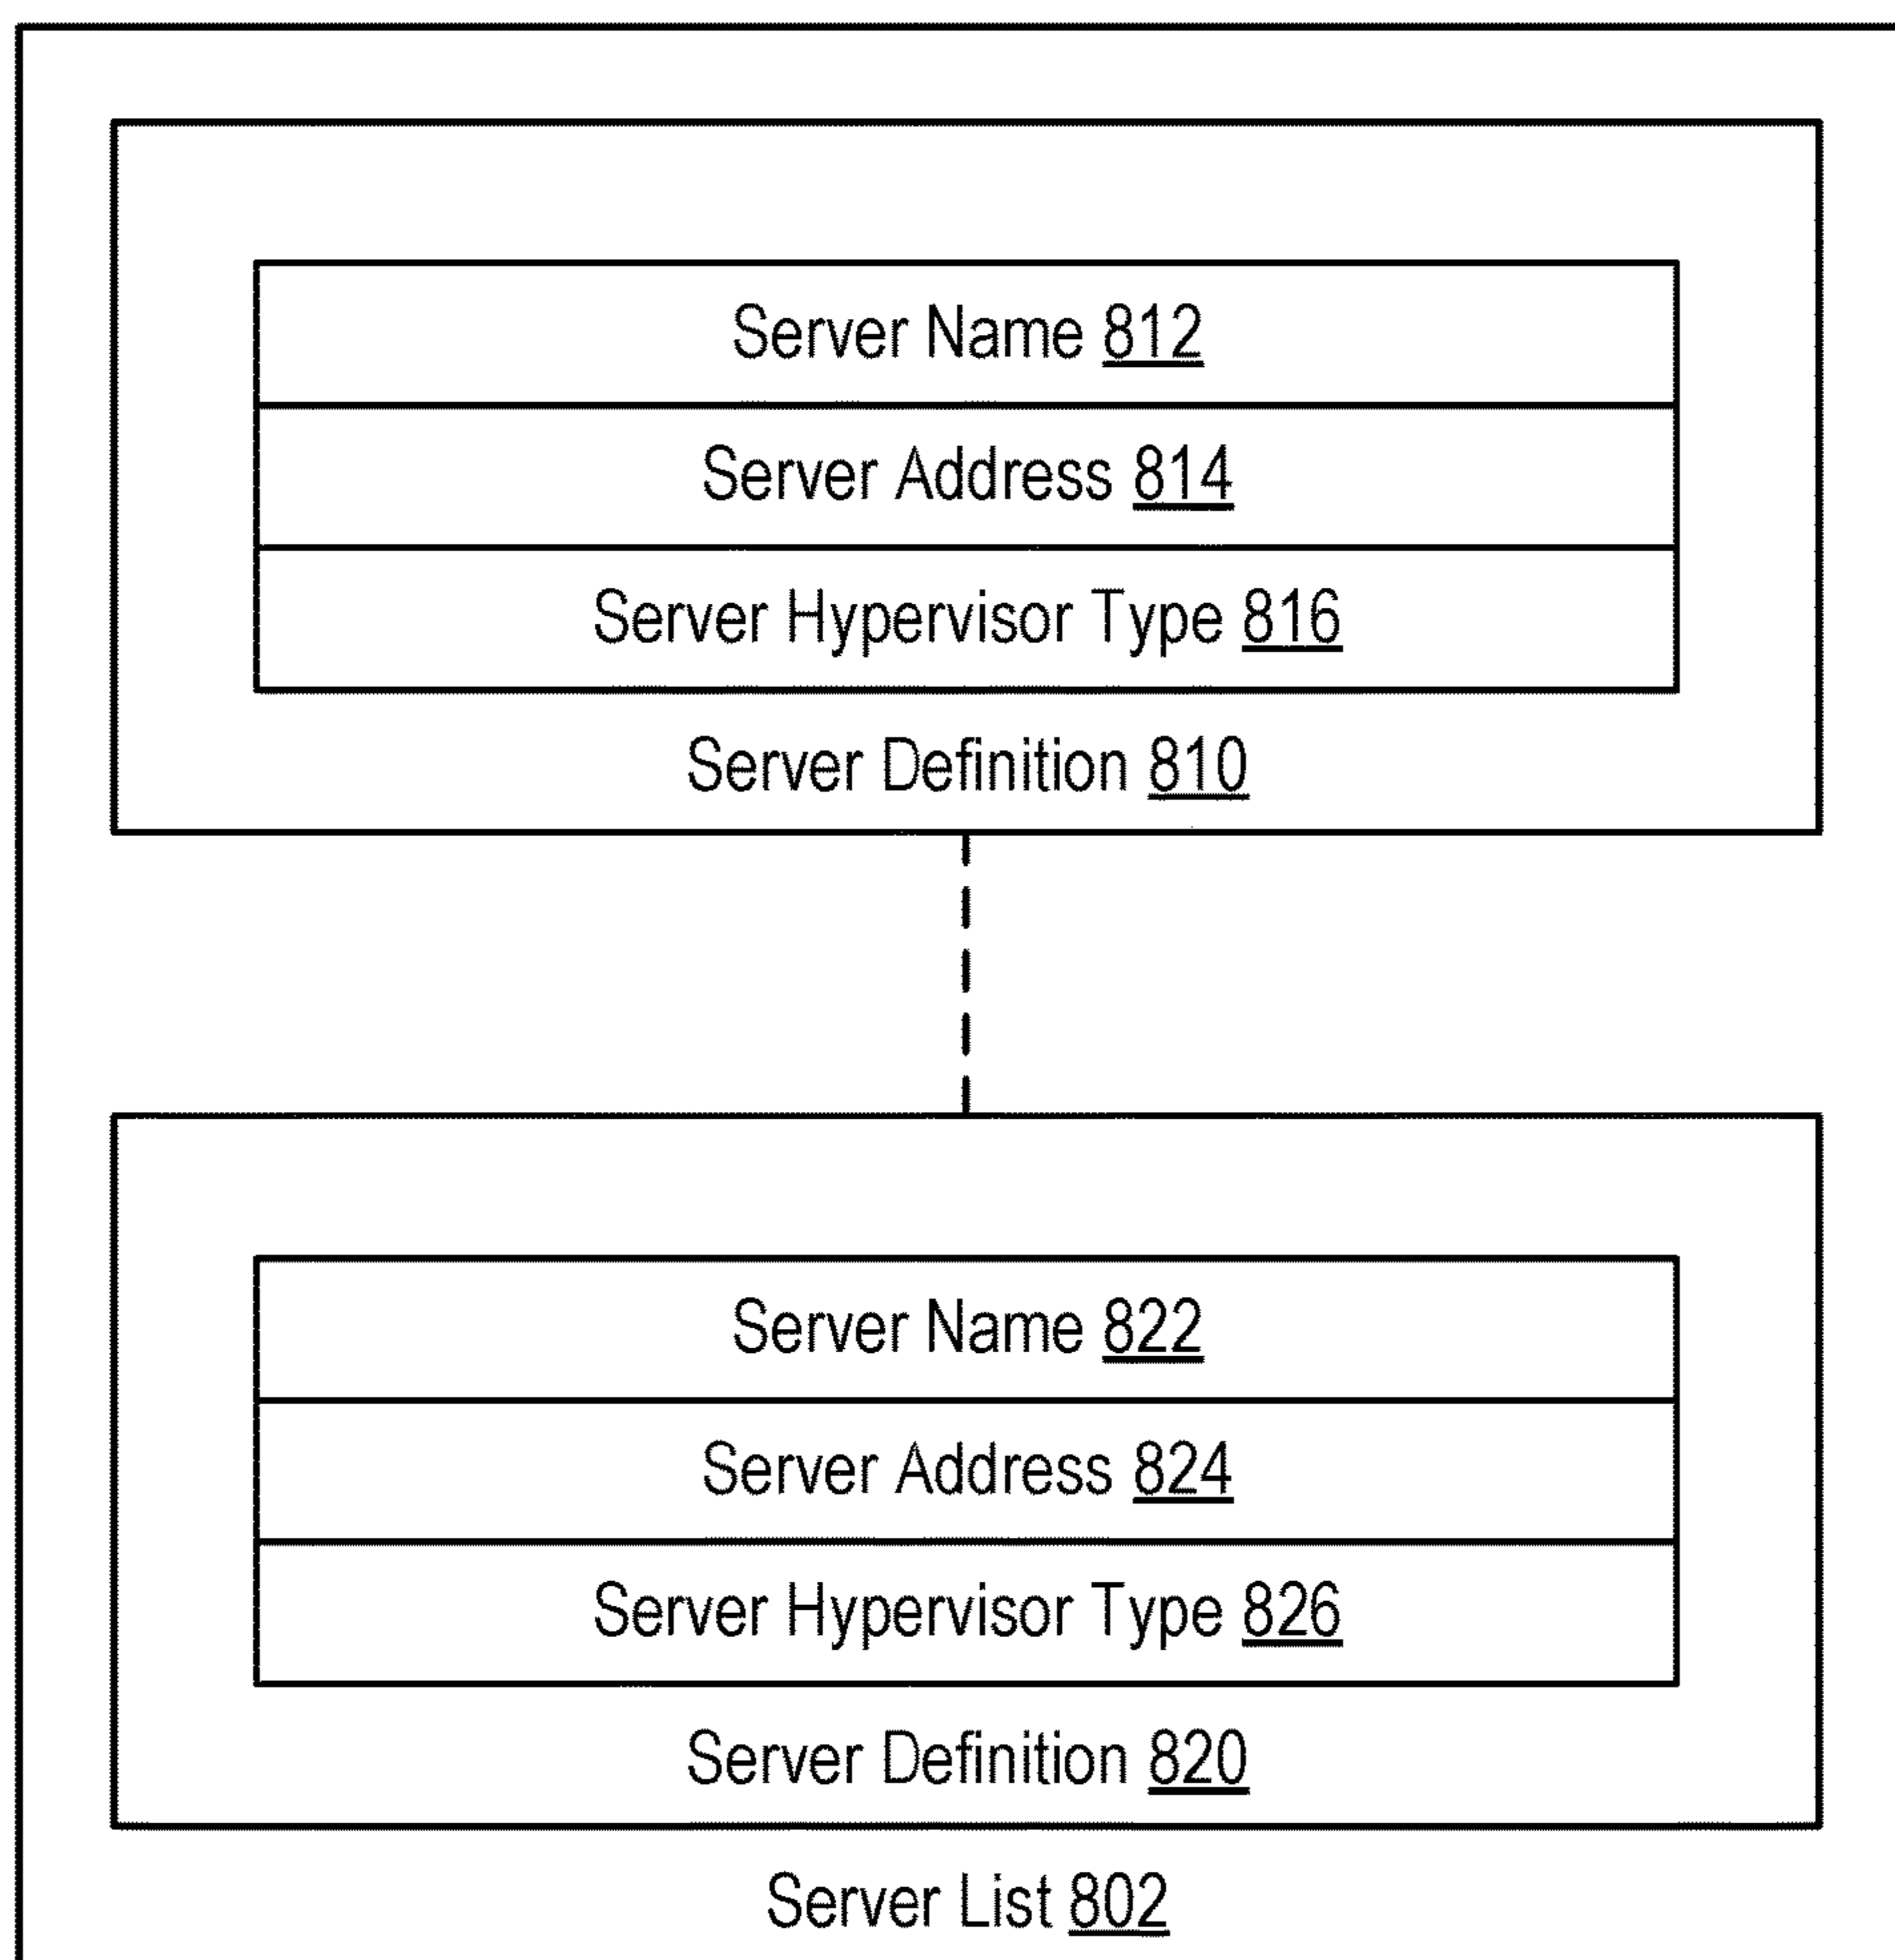 Server Name 812
Server Address 814
Server Hypervisor Type 816
Server Definition 810
Server Name 822
Server Address 824
Server Hypervisor Type 826
Server Definition 820
Server List 802